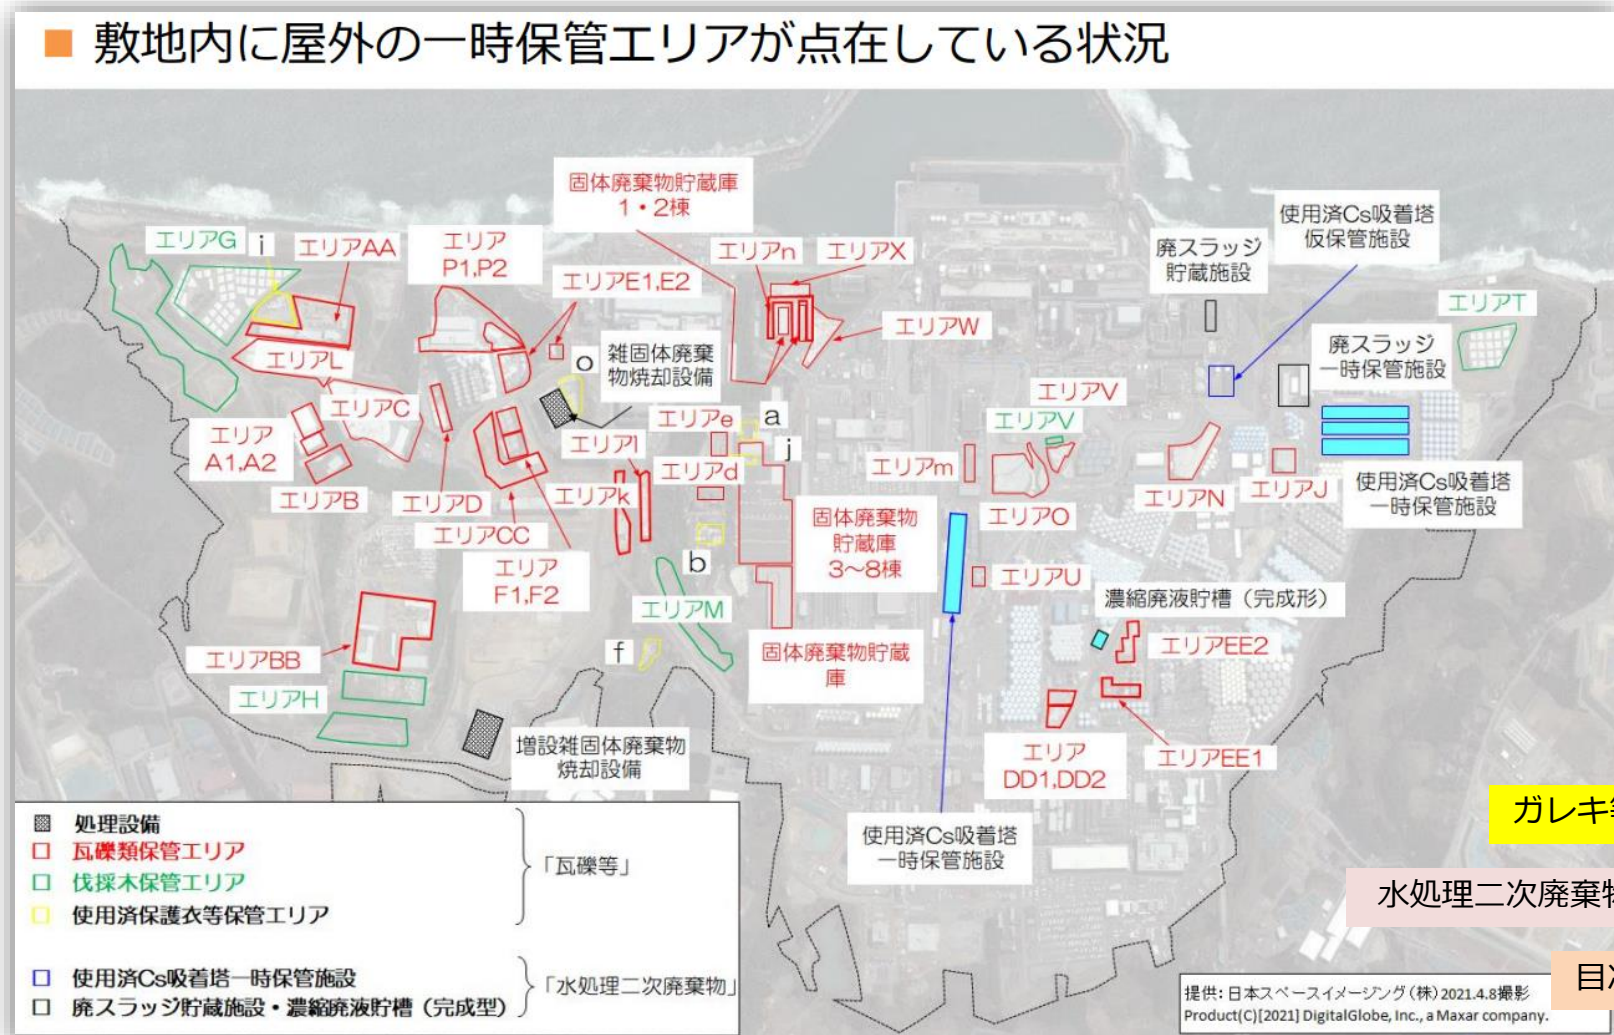 ■ 敷地内に屋外の一時保管エリアが点在している状況
固体廃棄物貯蔵庫
1・2棟
使用済Cs吸着塔
仮保管施設
エリアG
i
エリアAA
エリア
P1,P2
エリアn
エリアX
廃スラッジ
貯蔵施設
エリアE1,E2
エリアT
エリアW
エリアL
o
雑固体廃棄
物焼却設備
廃スラッジ
一時保管施設
エリアC
エリアV
エリアe
a
エリアV
エリア
A1,A2
エリアl
j
エリアd
エリアm
エリアB
エリアD
エリアk
エリアN
エリアJ
使用済Cs吸着塔
一時保管施設
エリアCC
固体廃棄物
貯蔵庫
3～8棟
エリアO
エリア
F1,F2
b
エリアU
エリアM
濃縮廃液貯槽（完成形）
エリアBB
f
固体廃棄物貯蔵
庫
エリアEE2
エリアH
増設雑固体廃棄物
焼却設備
エリア
DD1,DD2
エリアEE1
使用済Cs吸着塔
一時保管施設
処理設備
瓦礫類保管エリア
伐採木保管エリア
使用済保護衣等保管エリア
「瓦礫等」
使用済Cs吸着塔一時保管施設
廃スラッジ貯蔵施設・濃縮廃液貯槽（完成型）
「水処理二次廃棄物」
ガレキ
水処理二次廃棄物
目
提供：日本スペースイメージング（株）2021.4.8撮影
Product(C)[2021] DigitalGlobe, Inc., a Maxar company.